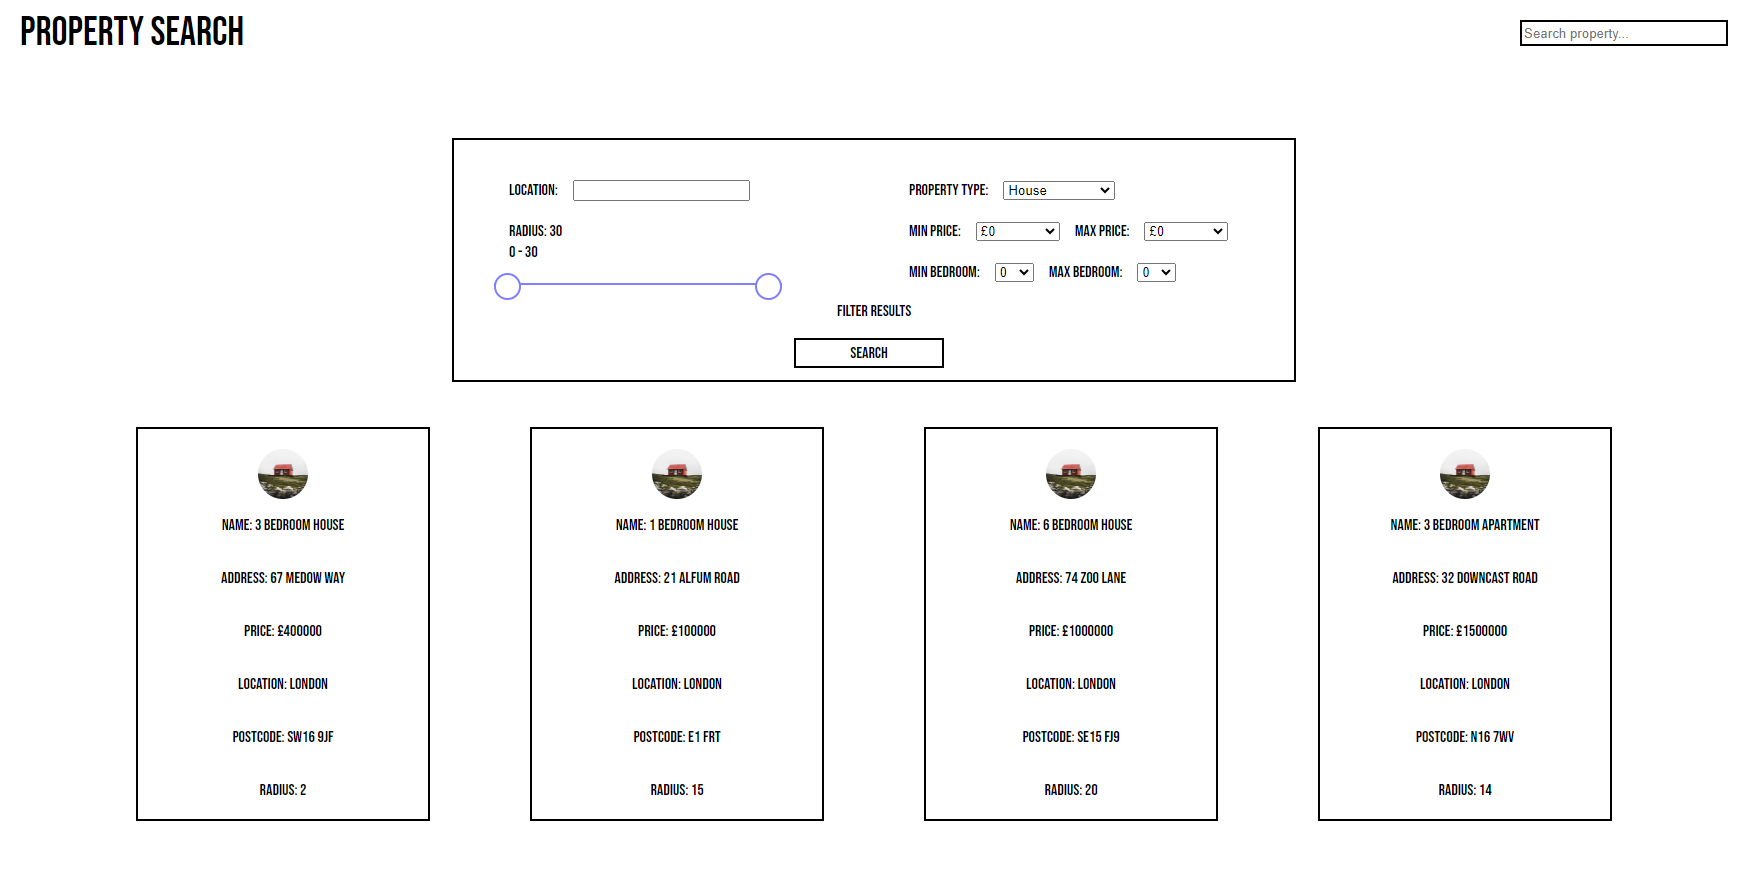 PROPERTY SEARCH
Search property...
LOCATION:
PROPERTY TYPE: House
RADIUS: 30
MIN PRICE: £0 MAX PRICE: £0
0 - 30
MIN BEDROOM: 0 MAX BEDROOM: 0
FILTER RESULTS
SEARCH
NAME: 3 BEDROOM HOUSE
ADDRESS: 67 MEDOW WAY
PRICE: £400000
LOCATION: LONDON
POSTCODE: SW16 9JF
RADIUS: 2
NAME: 1 BEDROOM HOUSE
ADDRESS: 21 ALFUM ROAD
PRICE: £100000
LOCATION: LONDON
POSTCODE: E1 FRT
RADIUS: 15
NAME: 6 BEDROOM HOUSE
ADDRESS: 74 ZOO LANE
PRICE: £1000000
LOCATION: LONDON
POSTCODE: SE15 FJ9
RADIUS: 20
NAME: 3 BEDROOM APARTMENT
ADDRESS: 32 DOWNCAST ROAD
PRICE: £1500000
LOCATION: LONDON
POSTCODE: N16 7WV
RADIUS: 14